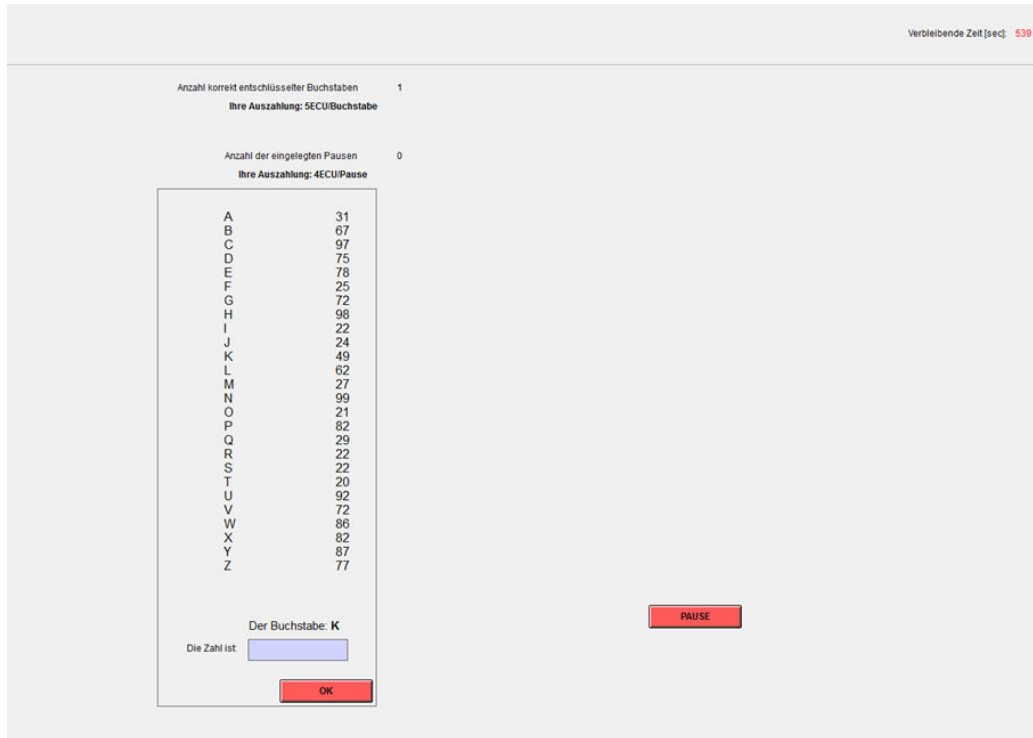 Verbleibende Zeit [sec]: 539
Anzahl korrekt entschlüsselter Buchstaben 1
Ihre Auszahlung: 5ECU/Buchstabe
Anzahl der eingelegten Pausen 0
Ihre Auszahlung: 4ECU/Pause
A 31
B 67
C 97
D 75
E 78
F 25
G 72
H 98
I 22
J 24
K 49
L 62
M 27
N 99
O 21
P 82
Q 29
R 22
S 22
T 20
U 92
V 72
W 86
X 82
Y 87
Z 77
PAUSE
Der Buchstabe: K
Die Zahl ist:
OK